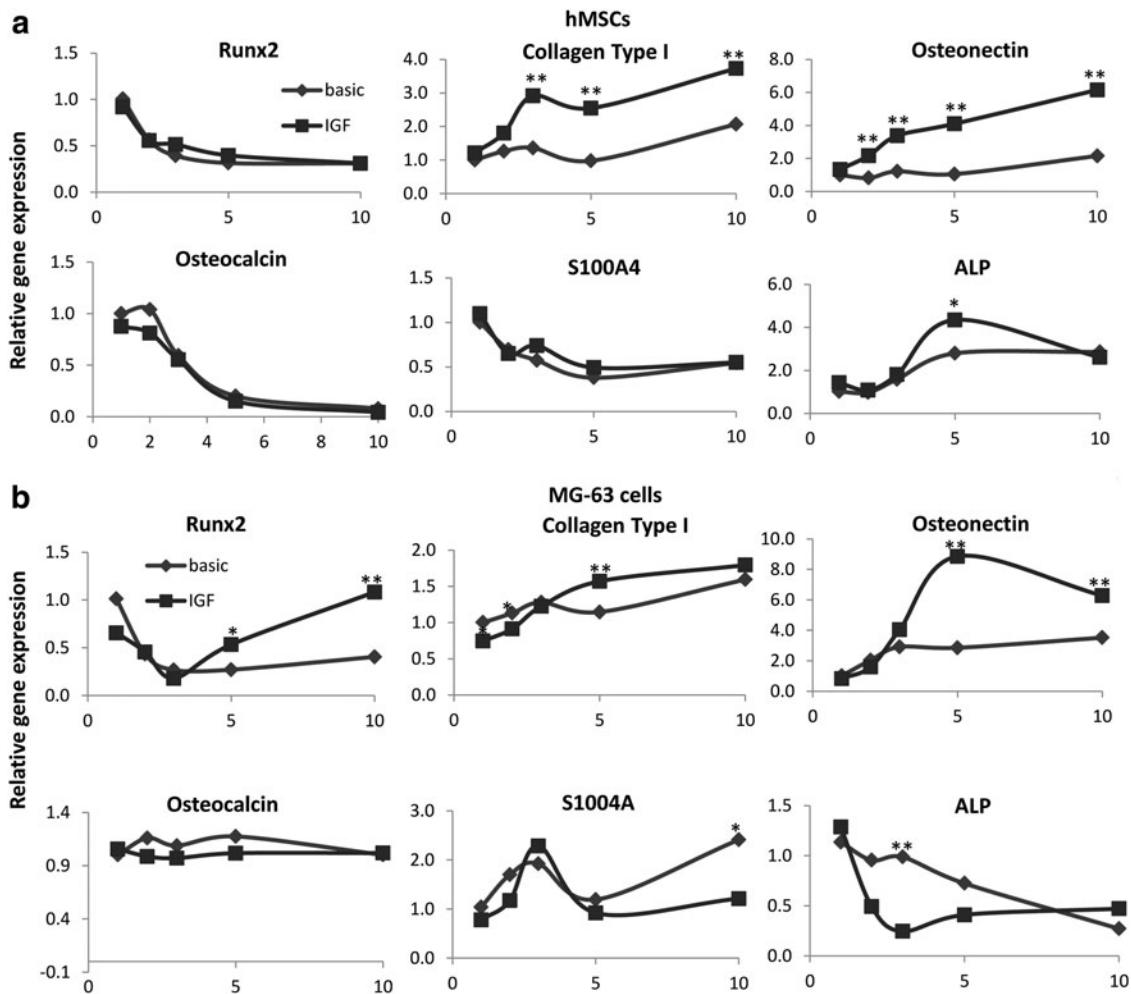 a
hMSCs
Runx2
Collagen Type I
Osteonectin
Relative gene expression
1.5
1.0
0.5
0.0
0 5 10
basic
IGF
4.0
3.0
2.0
1.0
0.0
0 5 10
** ** **
8.0
6.0
4.0
2.0
0.0
0 5 10
** ** ** **
Osteocalcin
S100A4
ALP
1.5
1.0
0.5
0.0
0 2 4 6 8 10
1.5
1.0
0.5
0.0
0 5 10
6.0
4.0
2.0
0.0
0 5 10
*
b
MG-63 cells
Runx2
Collagen Type I
Osteonectin
Relative gene expression
1.5
1.0
0.5
0.0
0 5 10
basic
IGF
* **
2.0
1.5
1.0
0.5
0.0
0 5 10
* * **
10.0
8.0
6.0
4.0
2.0
0.0
0 5 10
** **
Osteocalcin
S1004A
ALP
1.4
0.9
0.4
-0.1
0 5 10
3.0
2.0
1.0
0.0
0 5 10
*
1.5
1.0
0.5
0.0
0 5 10
**